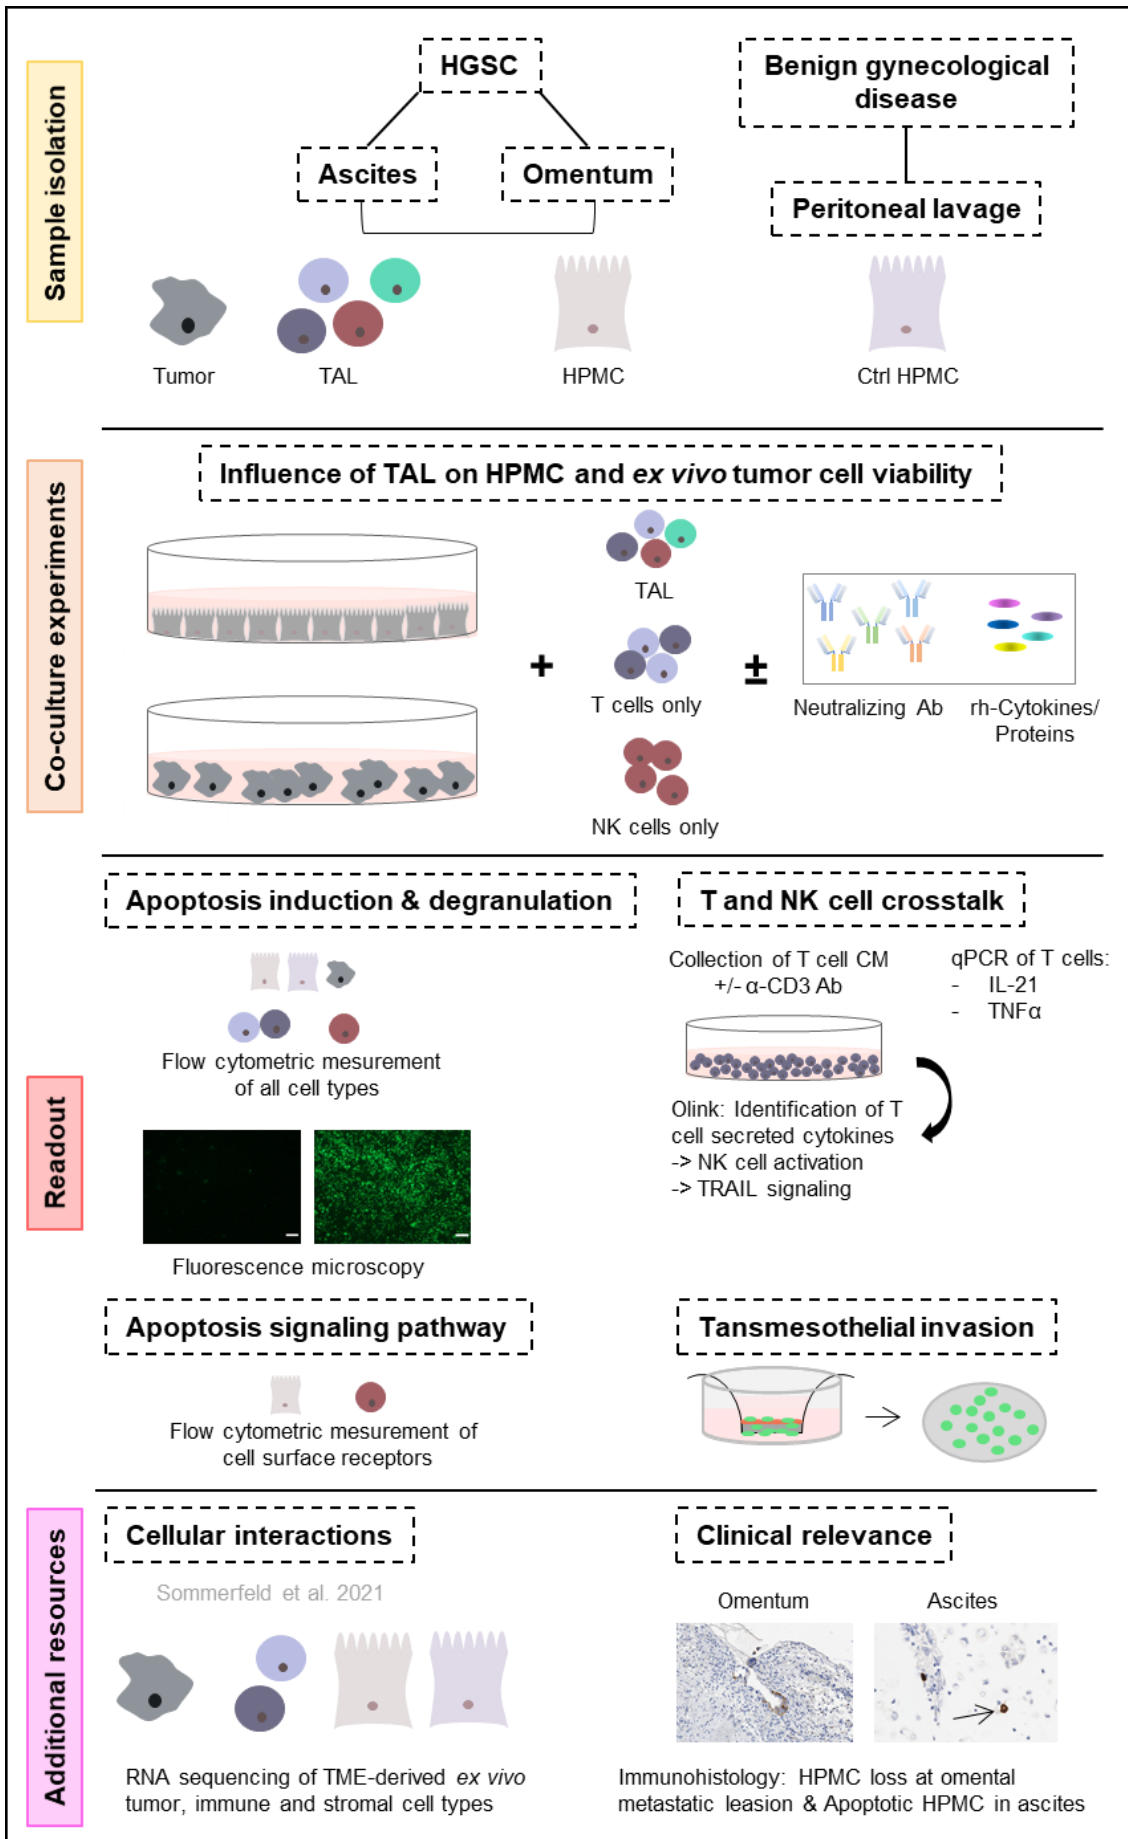 Sample isolation
HGSC
Benign gynecological
disease
Ascites
Omentum
Peritoneal lavage
Tumor
TAL
HPMC
Ctrl HPMC
Co-culture experiments
Influence of TAL on HPMC and ex vivo tumor cell viability
TAL
+
T cells only
±
NK cells only
Neutralizing Ab
rh-Cytokines/
Proteins
Readout
Apoptosis induction & degranulation
Flow cytometric mesurement
of all cell types
Fluorescence microscopy
T and NK cell crosstalk
Collection of T cell CM
+/- α-CD3 Ab
qPCR of T cells:
- IL-21
- TNFα
Olink: Identification of T
cell secreted cytokines
-> NK cell activation
-> TRAIL signaling
Apoptosis signaling pathway
Flow cytometric mesurement of
cell surface receptors
Tansmesothelial invasion
Additional resources
Cellular interactions
Sommerfeld et al. 2021
RNA sequencing of TME-derived ex vivo
tumor, immune and stromal cell types
Clinical relevance
Omentum
Ascites
Immunohistology: HPMC loss at omental
metastatic leasion & Apoptotic HPMC in ascites